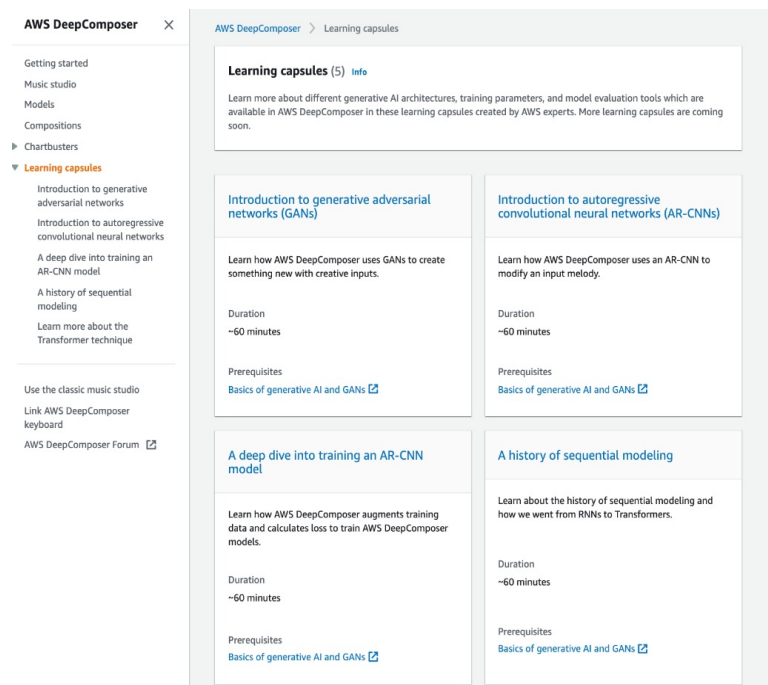 AWS DeepComposer
Getting started
Music studio
Models
Compositions
Chartbusters
Learning capsules
Introduction to generative
adversarial networks
Introduction to autoregressive
convolutional neural networks
A deep dive into training an
AR-CNN model
A history of sequential
modeling
Learn more about the
Transformer technique
Use the classic music studio
Link AWS DeepComposer
keyboard
AWS DeepComposer Forum
AWS DeepComposer > Learning capsules
Learning capsules (5) Info
Learn more about different generative AI architectures, training parameters, and model evaluation tools which are
available in AWS DeepComposer in these learning capsules created by AWS experts. More learning capsules are coming
soon.
Introduction to generative adversarial
networks (GANs)
Learn how AWS DeepComposer uses GANs to create
something new with creative inputs.
Duration
~60 minutes
Prerequisites
Basics of generative AI and GANs
Introduction to autoregressive
convolutional neural networks (AR-CNNs)
Learn how AWS DeepComposer uses an AR-CNN to
modify an input melody.
Duration
~60 minutes
Prerequisites
Basics of generative AI and GANs
A deep dive into training an AR-CNN
model
Learn how AWS DeepComposer augments training
data and calculates loss to train AWS DeepComposer
models.
Duration
~60 minutes
Prerequisites
Basics of generative AI and GANs
A history of sequential modeling
Learn about the history of sequential modeling and
how we went from RNNs to Transformers.
Duration
~60 minutes
Prerequisites
Basics of generative AI and GANs